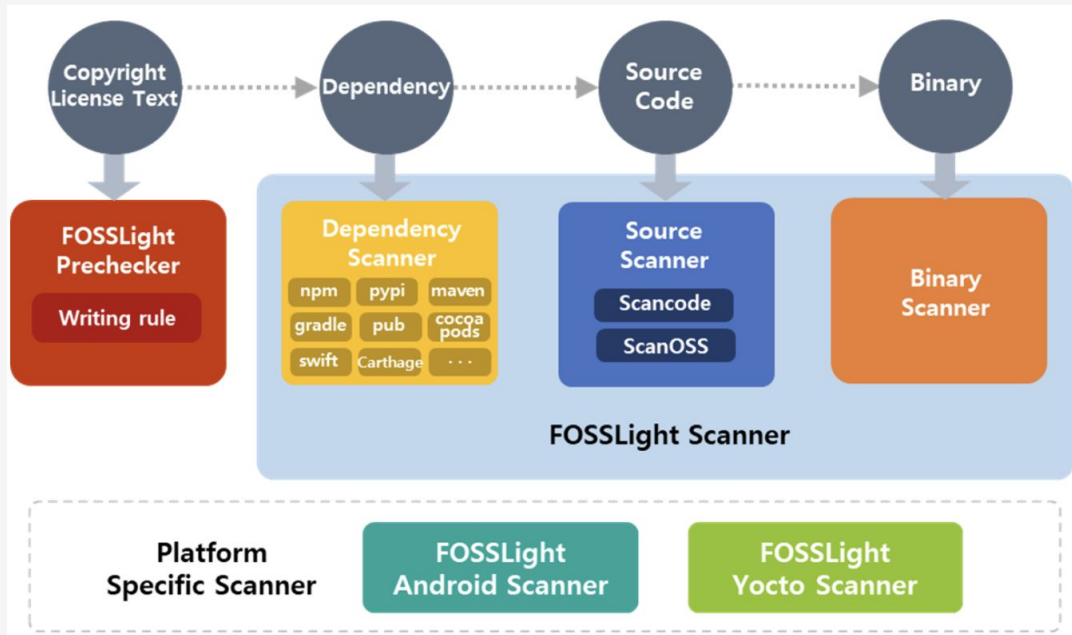 Copyright
License Text
Dependency
Source
Code
Binary
FOSSLight
Prechecker
Writing rule
Dependency
Scanner
npm pypi maven
gradle pub cocoa
pods
swift Carthage ...
Source
Scanner
Scancode
ScanOSS
Binary
Scanner
FOSSLight Scanner
Platform
Specific Scanner
FOSSLight
Android Scanner
FOSSLight
Yocto Scanner